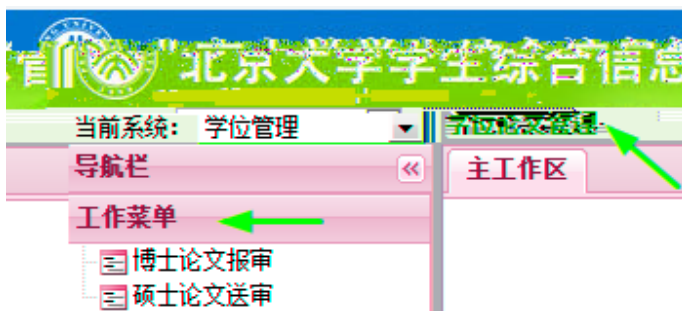 北京大学学生综合信息
当前系统： 学位管理
导航栏
主工作区
工作菜单
博士论文报审
硕士论文送审